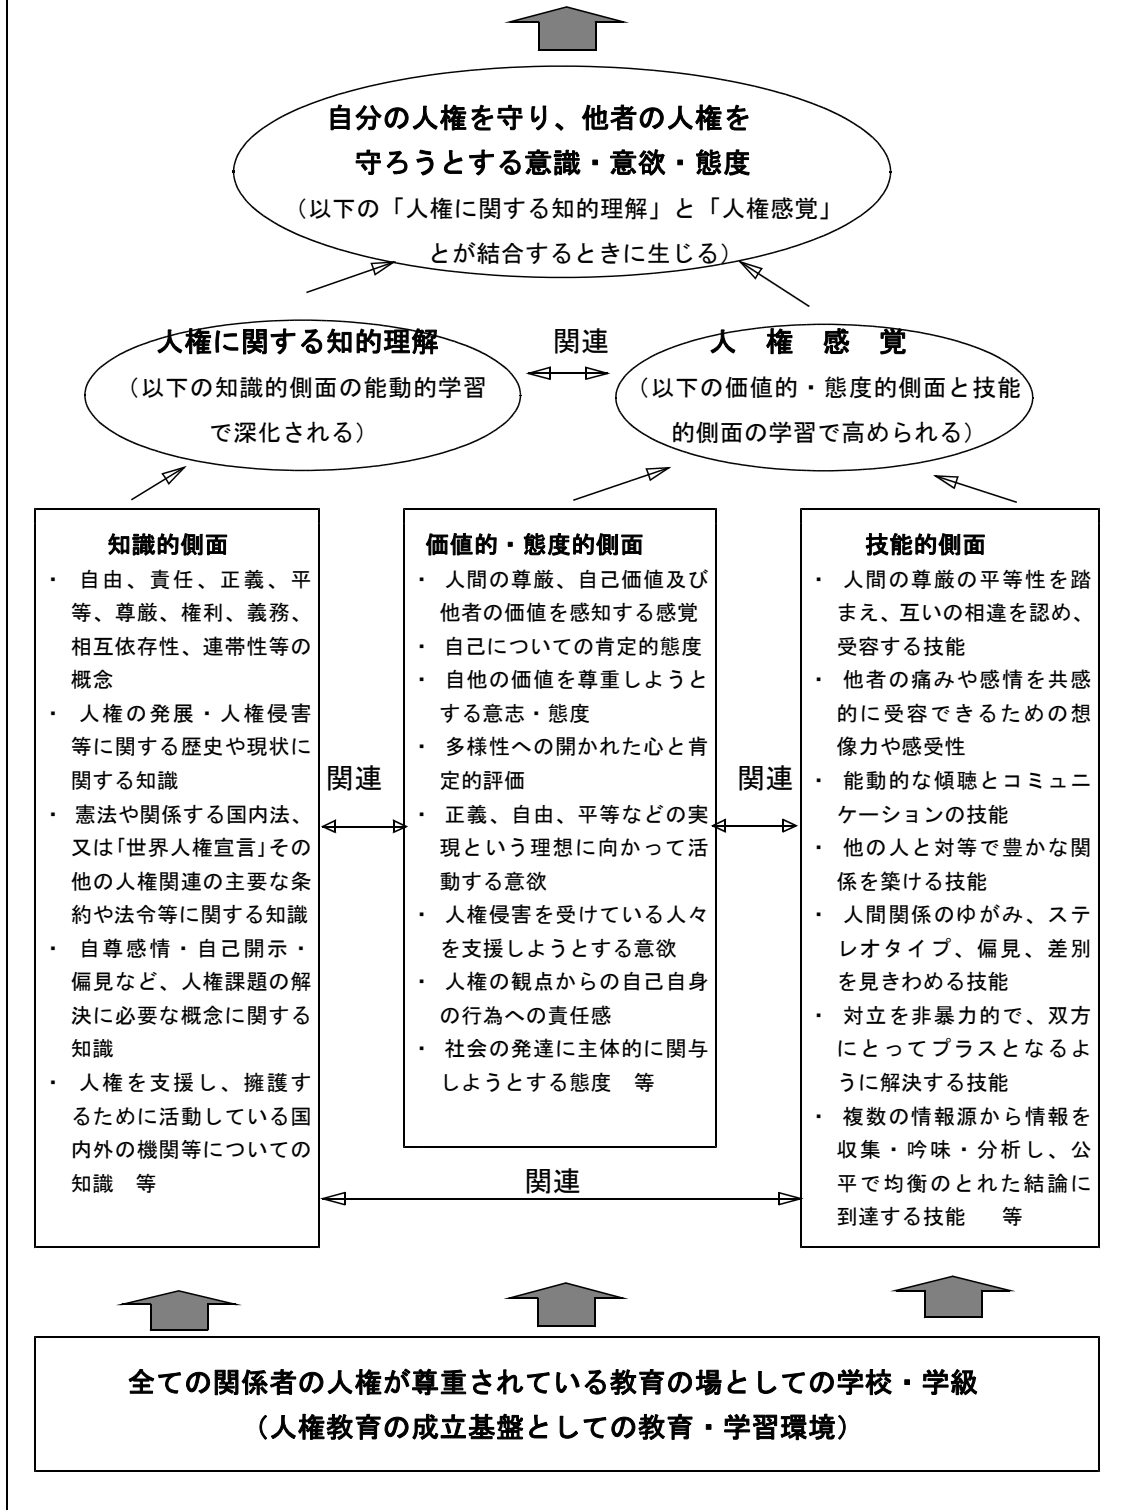 自分の人権を守り、他者の人権を
守ろうとする意識・意欲・態度
（以下の「人権に関する知的理解」と「人権感覚」
とが結合するときに生じる）
人権に関する知的理解
（以下の知識的側面の能動的学習
で深化される）
関連
人　権　感　覚
（以下の価値的・態度的側面と技能
的側面の学習で高められる）
知識的側面
・ 自由、責任、正義、平
等、尊厳、権利、義務、
相互依存性、連帯性等の
概念
・ 人権の発展・人権侵害
等に関する歴史や現状に
関する知識
・ 憲法や関係する国内法、
又は「世界人権宣言」その
他の人権関連の主要な条
約や法令等に関する知識
・ 自尊感情・自己開示・
偏見など、人権課題の解
決に必要な概念に関する
知識
・ 人権を支援し、擁護す
るために活動している国
内外の機関等についての
知識　等
関連
価値的・態度的側面
・ 人間の尊厳、自己価値及び
他者の価値を感知する感覚
・ 自己についての肯定的態度
・ 自他の価値を尊重しようと
する意志・態度
・ 多様性への開かれた心と肯
定的評価
・ 正義、自由、平等などの実
現という理想に向かって活
動する意欲
・ 人権侵害を受けている人々
を支援しようとする意欲
・ 人権の観点からの自己自身
の行為への責任感
・ 社会の発達に主体的に関与
しようとする態度　等
関連
技能的側面
・ 人間の尊厳の平等性を踏
まえ、互いの相違を認め、
受容する技能
・ 他者の痛みや感情を共感
的に受容できるための想
像力や感受性
・ 能動的な傾聴とコミュニ
ケーションの技能
・ 他の人と対等で豊かな関
係を築ける技能
・ 人間関係のゆがみ、ステ
レオタイプ、偏見、差別
を見きわめる技能
・ 対立を非暴力的で、双方
にとってプラスとなるよ
うに解決する技能
・ 複数の情報源から情報を
収集・吟味・分析し、公
平で均衡のとれた結論に
到達する技能　等
関連
全ての関係者の人権が尊重されている教育の場としての学校・学級
（人権教育の成立基盤としての教育・学習環境）